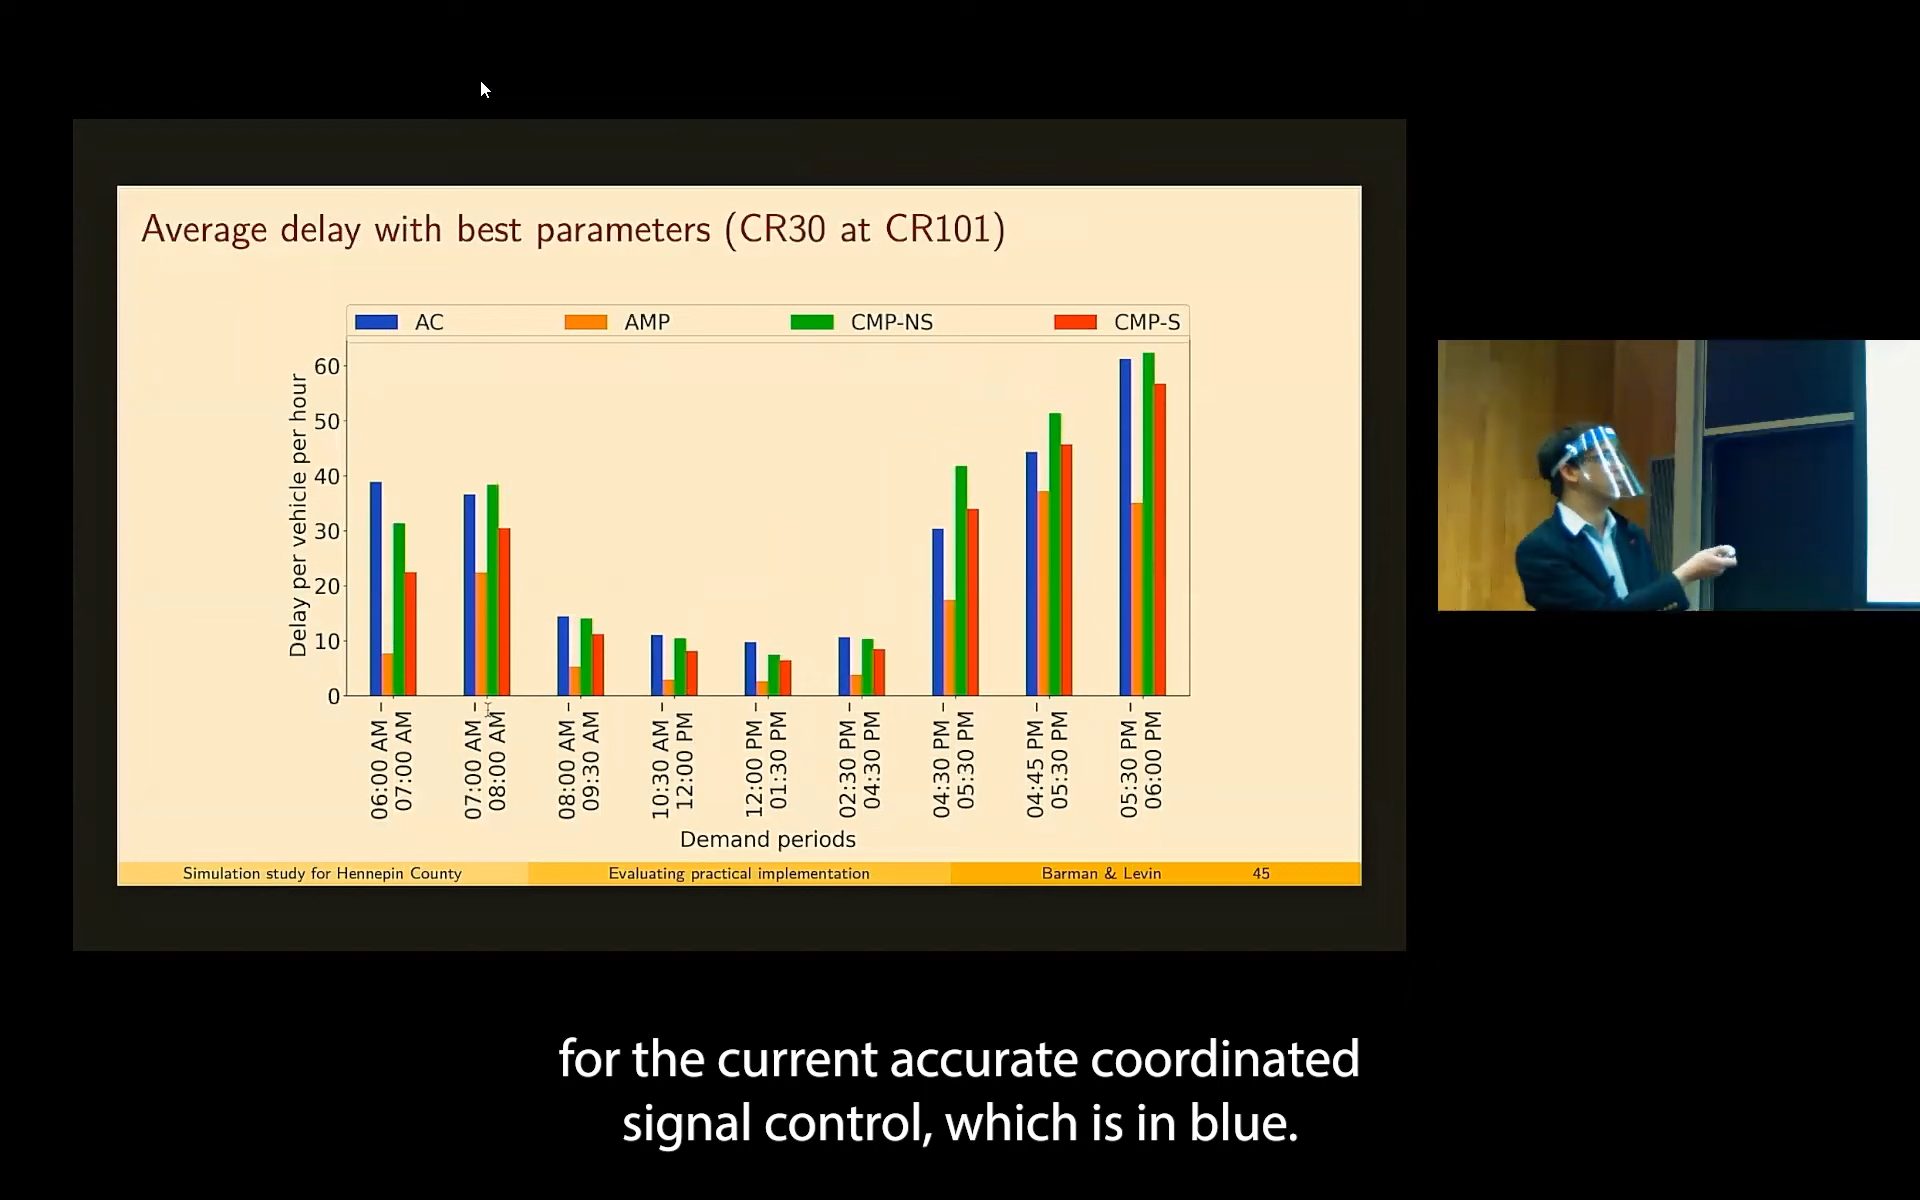 Average delay with best parameters (CR30 at CR101)
AC AMP CMP-NS CMP-S
Delay per vehicle per hour
60
50
40
30
20
10
0
06:00 AM –
07:00 AM
07:00 AM –
08:00 AM
08:00 AM –
09:30 AM
10:30 AM –
12:00 PM
12:00 PM –
01:30 PM
02:30 PM –
04:30 PM
04:30 PM –
05:30 PM
04:45 PM –
05:30 PM
05:30 PM –
06:00 PM
Demand periods
Simulation study for Hennepin County Evaluating practical implementation Barman & Levin 45
for the current accurate coordinated
signal control, which is in blue.